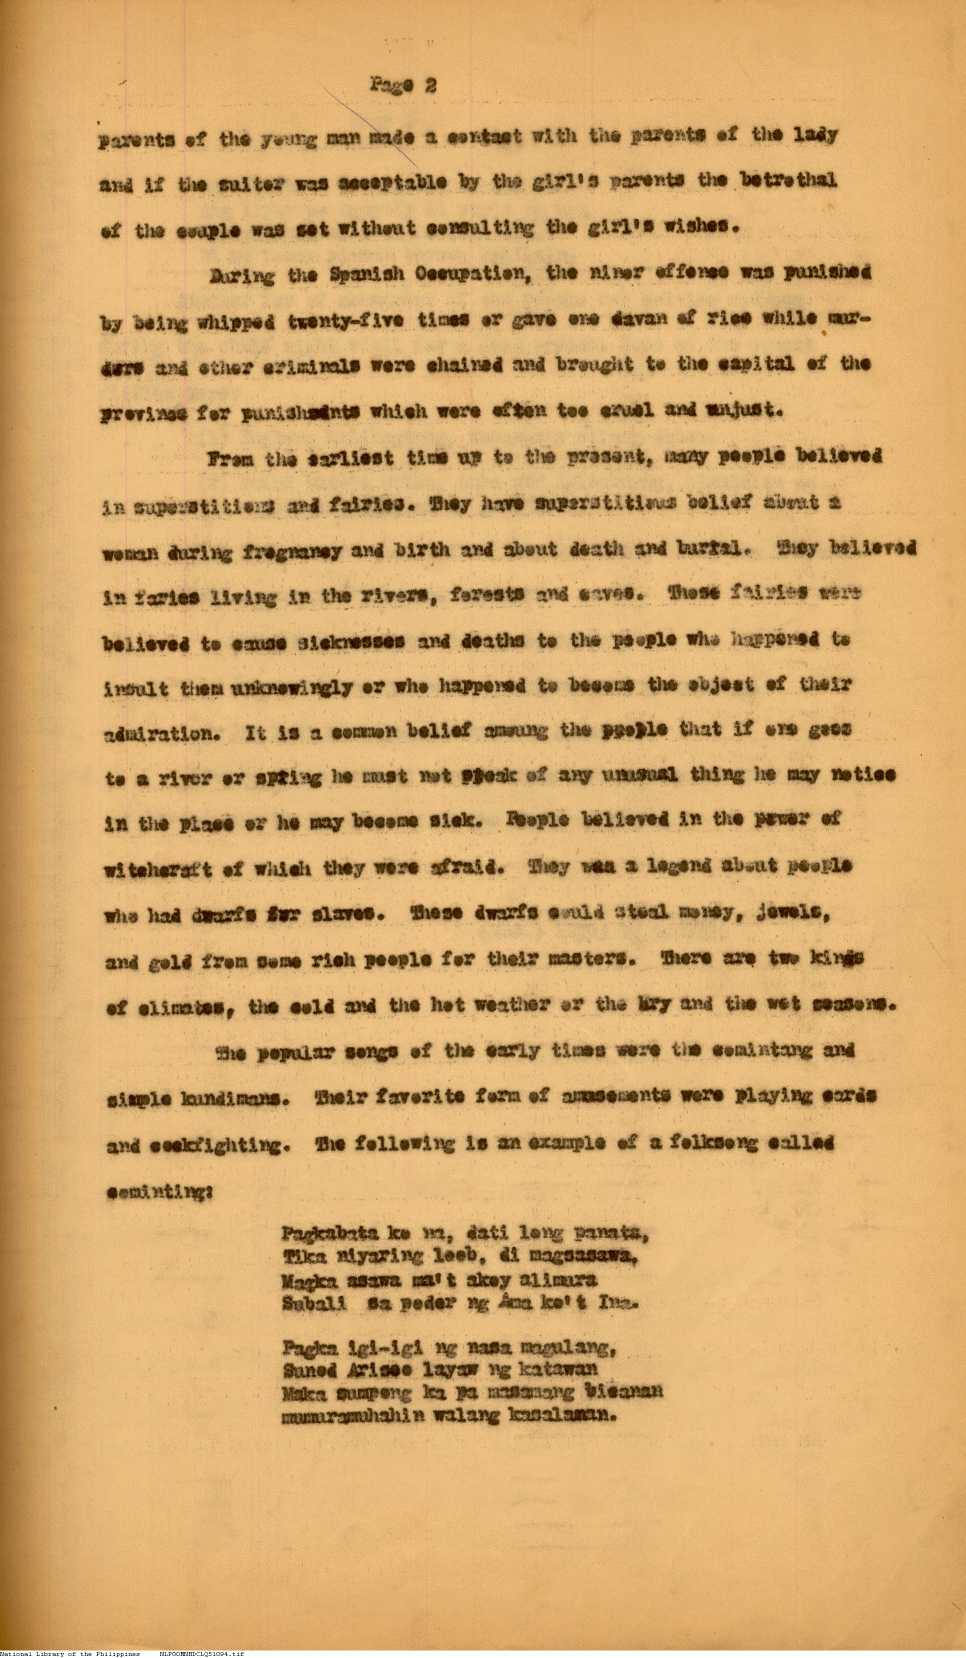 Page 2
parents of the young man made a contact with the parents of the lady
and if the suitor was acceptable by the girl's parents the betrothal
of the couple was set without consulting the girl's wishes.
During the Spanish Occupation, the minor offense was punished
by being whipped twenty-five times or gave one cavan of rice while mur-
ders and other criminals were chained and brought to the capital of the
province for punishments which were often too cruel and unjust.
From the earliest time up to the present, many people believed
in superstitions and fairies. They have superstitious belief about a
woman during fregnancy and birth and about death and burial. They believed
in faries living in the rivers, forests and caves. These fairies were
believed to cause sicknesses and deaths to the people who happened to
insult them unknowingly or who happened to become the object of their
admiration. It is a common belief amoung the people that if one goes
to a river or spring he must not speak of any unusual thing he may notice
in the place or he may become sick. People believed in the power of
witchcraft of which they were afraid. They was a legend about people
who had dwarfs for slaves. These dwarfs could steal money, jewels,
and gold from some rich people for their masters. There are two kinds
of climates, the cold and the hot weather or the dry and the wet seasons.
The popular songs of the early times were the comintang and
simple kundimans. Their favorite form of amusements were playing cards
and cockfighting. The following is an example of a folksong called
cominting:
Pagkabata ko na, dati long panata,
Tika niyaring loob, di magsasawa,
Magka asawa ma't akoy alimura
Subali sa poder ng Ama ko't Ina.
Pagka igi-igi ng nasa magulang,
Sunod Arisoo layaw ng katawan
Maka sumpong ka pa masamang bicanan
mumuramuhahin walang kasalanan.
National Library of the Philippines NLPOOMNHDCLQ51094.tif